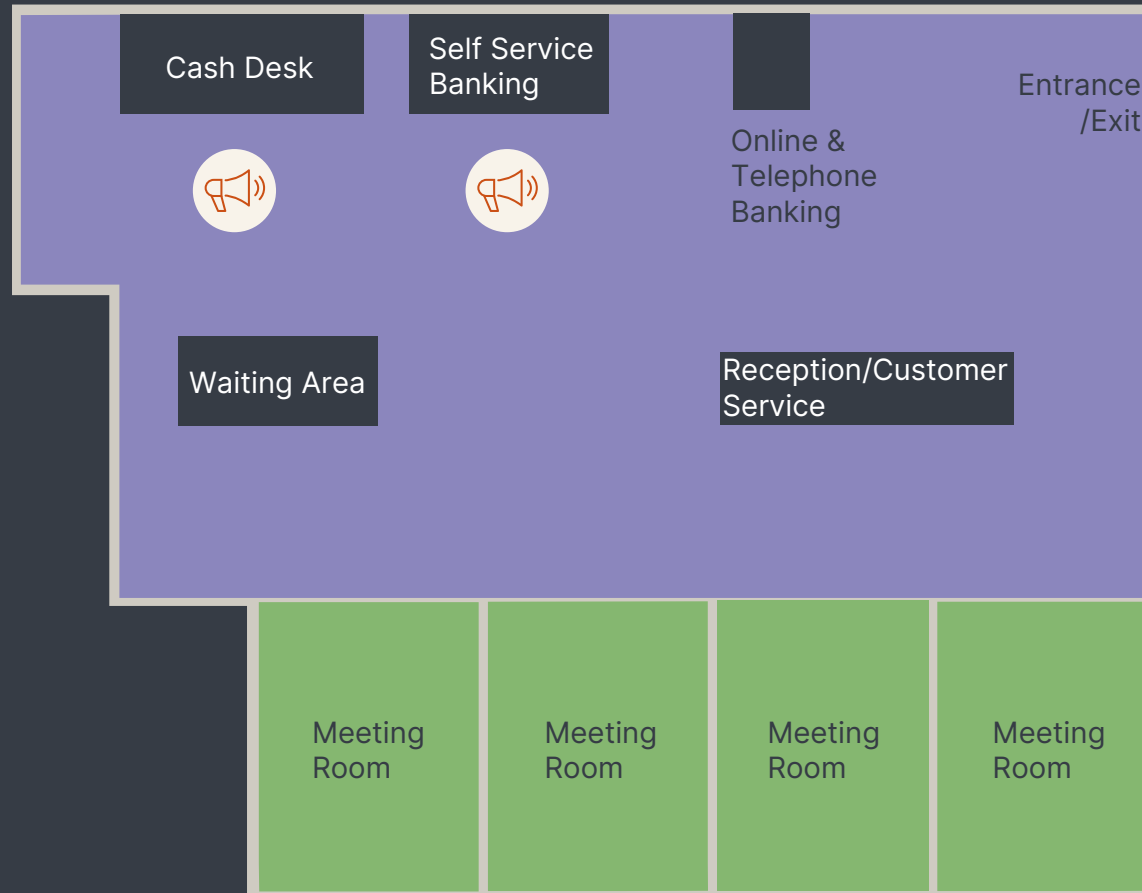 Cash Desk
Self Service
Banking
Entrance
/Exit
Online &
Telephone
Banking
Waiting Area
Reception/Customer
Service
Meeting
Room
Meeting
Room
Meeting
Room
Meeting
Room